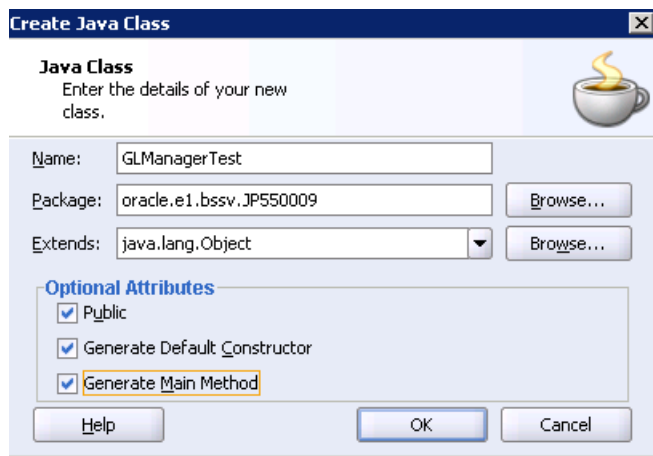 Create Java Class
Java Class
Enter the details of your new
class.
Name: GLManagerTest
Package: oracle.e1.bssv.JP550009 Browse...
Extends: java.lang.Object Browse...
Optional Attributes
Public
Generate Default Constructor
Generate Main Method
Help OK Cancel